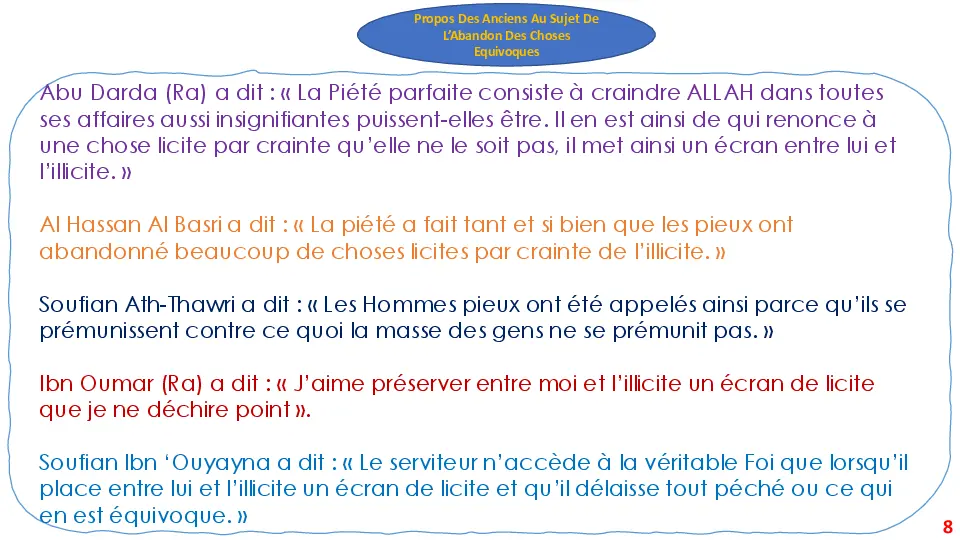 Propos Des Anciens Au Sujet De
L’Abandon Des Choses
Equivoques
Abu Darda (Ra) a dit : « La Piété parfaite consiste à craindre ALLAH dans toutes
ses affaires aussi insignifiantes puissent-elles être. Il en est ainsi de qui renonce à
une chose licite par crainte qu’elle ne le soit pas, il met ainsi un écran entre lui et
l’illicite. »
Al Hassan Al Basri a dit : « La piété a fait tant et si bien que les pieux ont
abandonné beaucoup de choses licites par crainte de l’illicite. »
Soufian Ath-Thawri a dit : « Les Hommes pieux ont été appelés ainsi parce qu’ils se
prémunissent contre ce quoi la masse des gens ne se prémunit pas. »
Ibn Oumar (Ra) a dit : « J’aime préserver entre moi et l’illicite un écran de licite
que je ne déchire point ».
Soufian Ibn ‘Ouyayna a dit : « Le serviteur n’accède à la véritable Foi que lorsqu’il
place entre lui et l’illicite un écran de licite et qu’il délaisse tout péché ou ce qui
en est équivoque. »
8